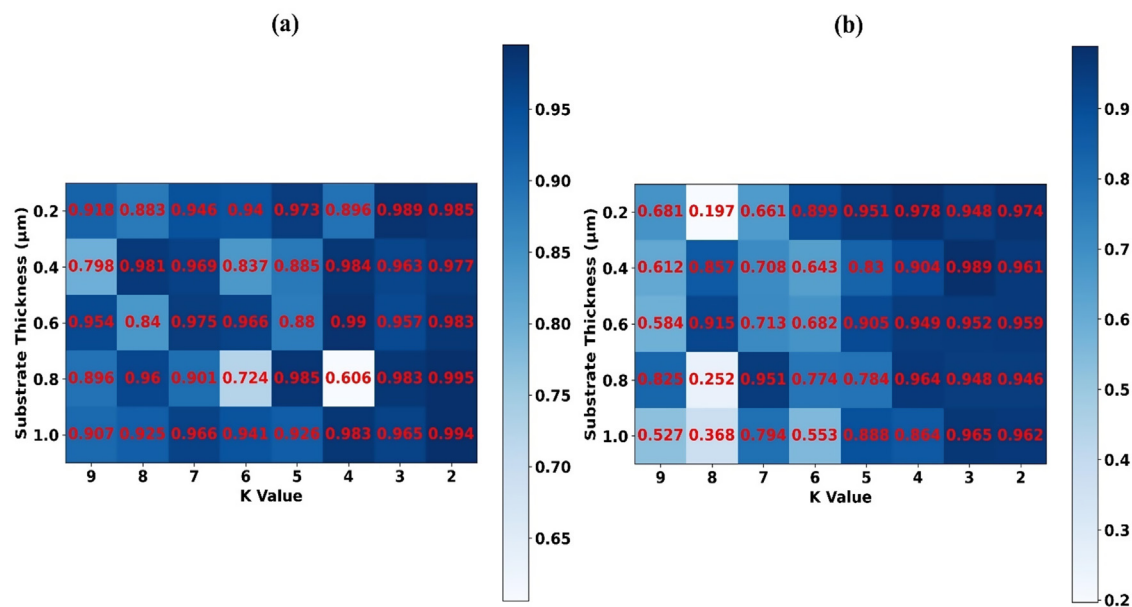 (a)
Substrate Thickness (μm)
0.2 0.918 0.883 0.946 0.94 0.973 0.896 0.989 0.985
0.4 0.798 0.981 0.969 0.837 0.885 0.984 0.963 0.977
0.6 0.954 0.84 0.975 0.966 0.88 0.99 0.957 0.983
0.8 0.896 0.96 0.901 0.724 0.985 0.606 0.983 0.995
1.0 0.907 0.925 0.966 0.941 0.926 0.983 0.965 0.994
9 8 7 6 5 4 3 2
K Value
0.95
0.90
0.85
0.80
0.75
0.70
0.65
(b)
Substrate Thickness (μm)
0.2 0.681 0.197 0.661 0.899 0.951 0.978 0.948 0.974
0.4 0.612 0.857 0.708 0.643 0.83 0.904 0.989 0.961
0.6 0.584 0.915 0.713 0.682 0.905 0.949 0.952 0.959
0.8 0.825 0.252 0.951 0.774 0.784 0.964 0.948 0.946
1.0 0.527 0.368 0.794 0.553 0.888 0.864 0.965 0.962
9 8 7 6 5 4 3 2
K Value
0.9
0.8
0.7
0.6
0.5
0.4
0.3
0.2